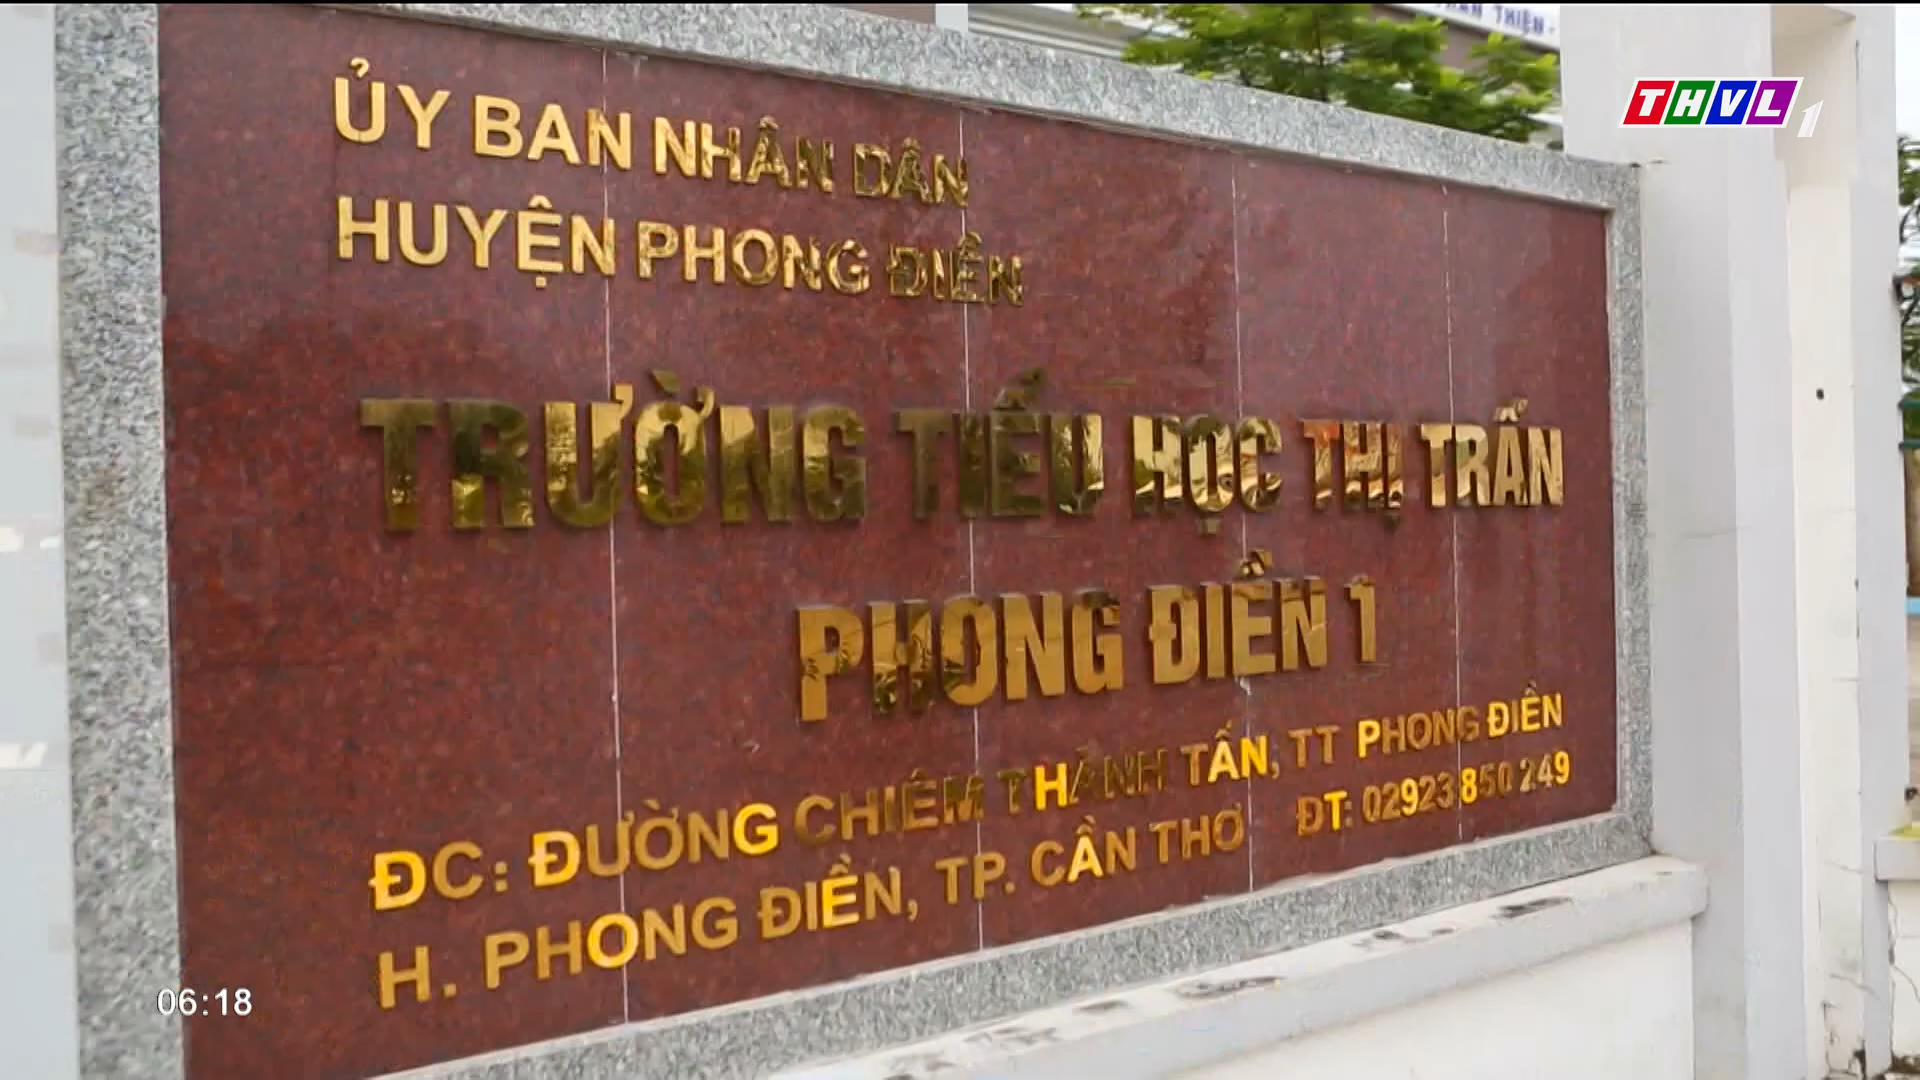 THIỆN -
THVL1
ỦY BAN NHÂN DÂN
HUYỆN PHONG ĐIỀN
TRƯỜNG TIỂU HỌC THỊ TRẤN
PHONG ĐIỀN 1
ĐC: ĐƯỜNG CHIÊM THÀNH TẤN, TT PHONG ĐIỀN
H. PHONG ĐIỀN, TP. CẦN THƠ ĐT: 02923 850 249
06:18